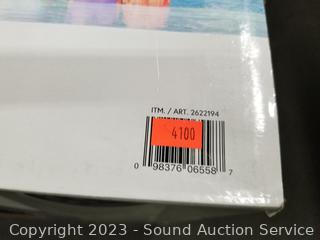 ITM. / ART. 2622194
4100
0 98376 06558 7
Copyright 2023 - Sound Auction Service